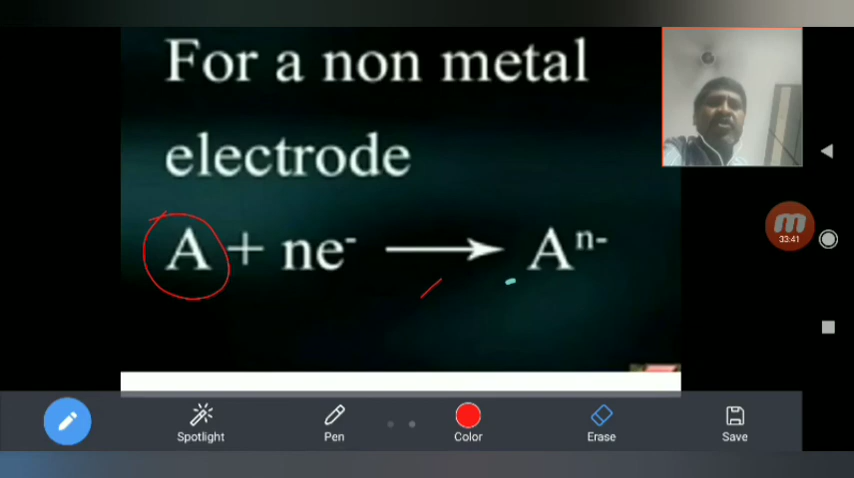 For a non metal
electrode
A + ne⁻ ⟶ Aⁿ⁻
33:41
Spotlight
Pen
Color
Erase
Save